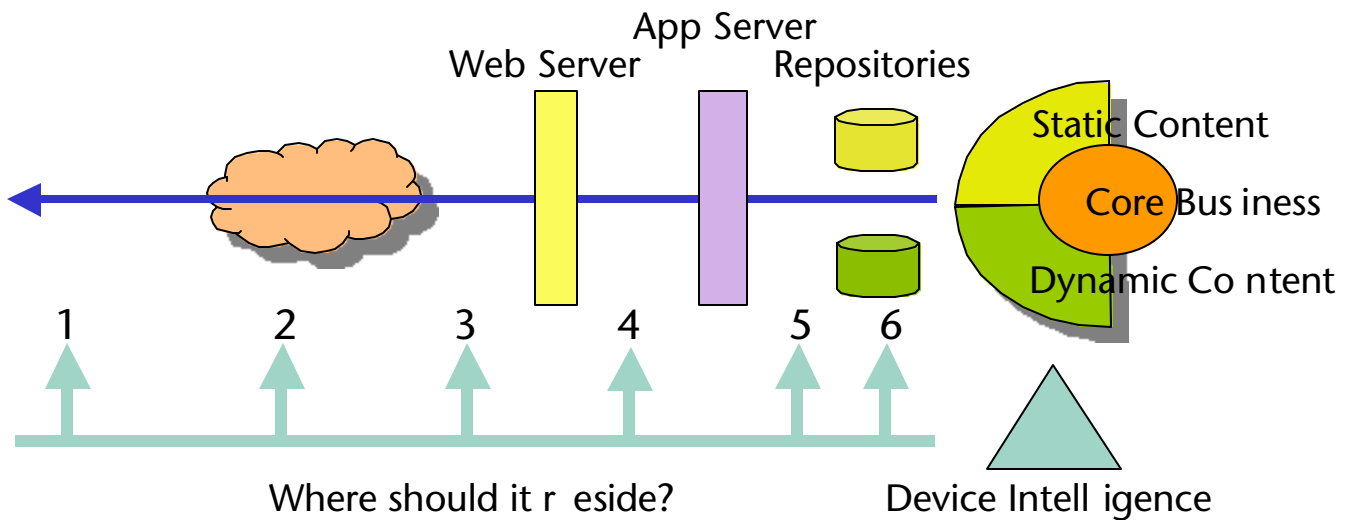 App Server
Web Server
Repositories
Static Content
Core Bus iness
Dynamic Co ntent
1 2 3 4 5 6
Where should it r eside?
Device Intell igence